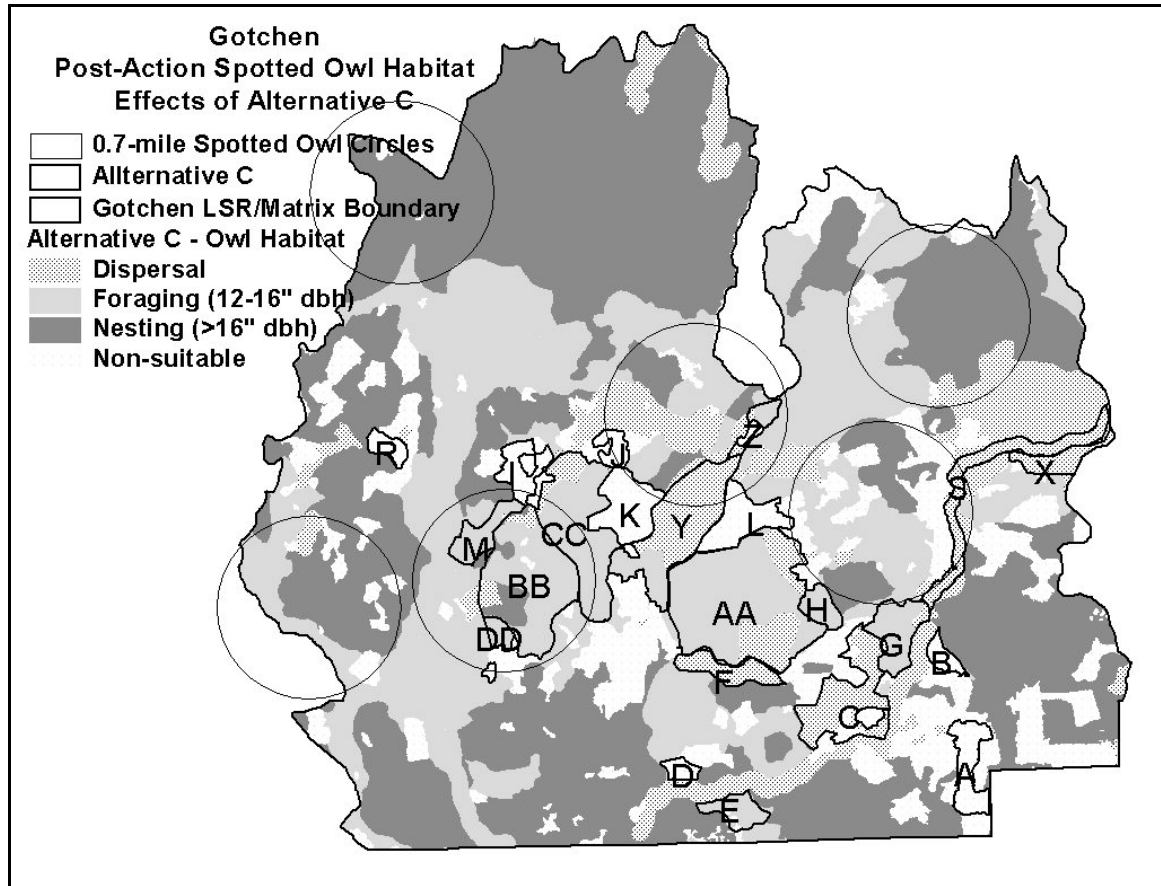 Gotchen
Post-Action Spotted Owl Habitat
Effects of Alternative C
0.7-mile Spotted Owl Circles
Allternative C
Gotchen LSR/Matrix Boundary
Alternative C - Owl Habitat
Dispersal
Foraging (12-16" dbh)
Nesting (>16" dbh)
Non-suitable
Z
R
J
I
X
S
K
Y
L
CC
M
BB
AA
H
DD
G
B
F
C
D
A
E